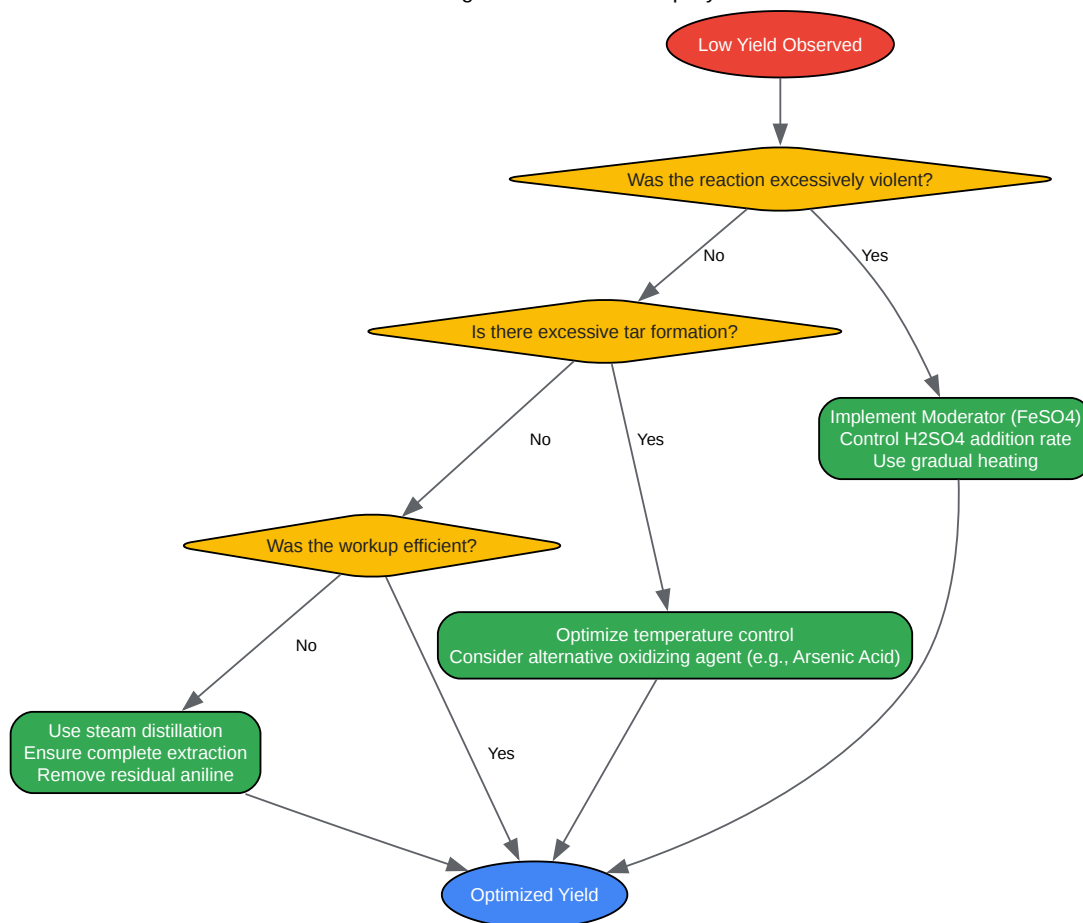 Low Yield Observed
Was the reaction excessively violent?
No
Yes
Is there excessive tar formation?
Implement Moderator (FeSO4)
Control H2SO4 addition rate
Use gradual heating
No
Yes
Was the workup efficient?
Optimize temperature control
Consider alternative oxidizing agent (e.g., Arsenic Acid)
No
Use steam distillation
Ensure complete extraction
Remove residual aniline
Yes
Optimized Yield